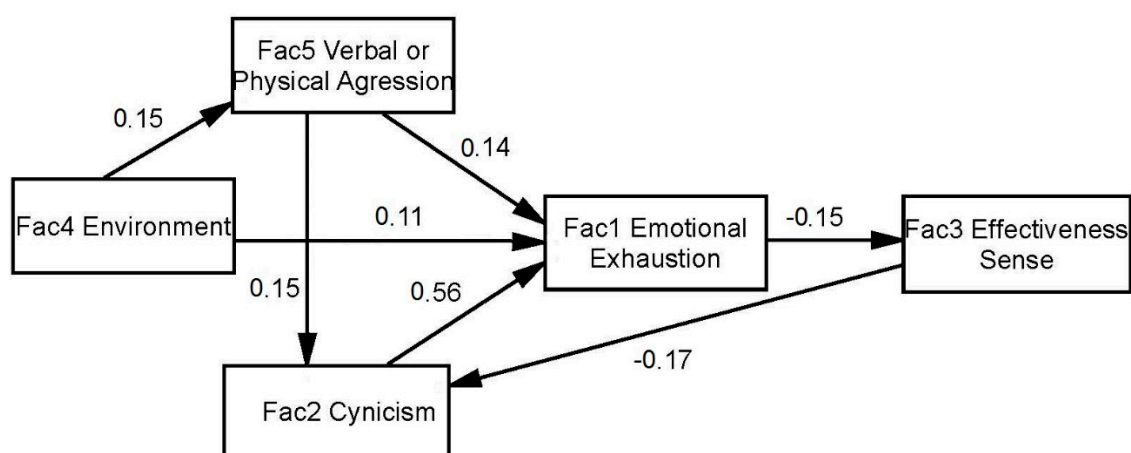 Fac5 Verbal or
Physical Agression
0.15
0.14
Fac4 Environment
0.11
Fac1 Emotional
Exhaustion
-0.15
Fac3 Effectiveness
Sense
0.15
0.56
-0.17
Fac2 Cynicism